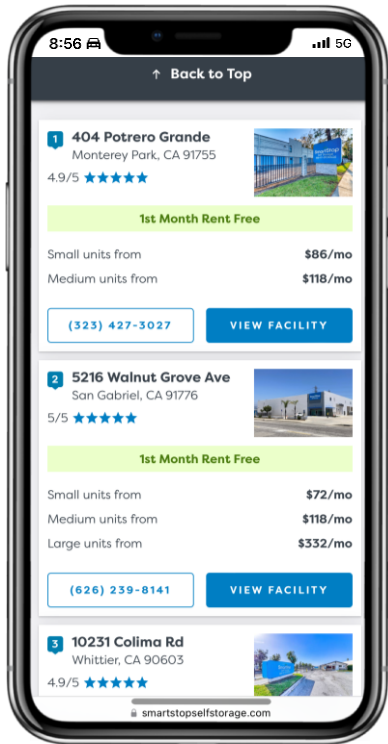 8:56
5G
↑ Back to Top
1 404 Potrero Grande
Monterey Park, CA 91755
4.9/5 ★★★★★
1st Month Rent Free
Small units from $86/mo
Medium units from $118/mo
(323) 427-3027
VIEW FACILITY
2 5216 Walnut Grove Ave
San Gabriel, CA 91776
5/5 ★★★★★
1st Month Rent Free
Small units from $72/mo
Medium units from $118/mo
Large units from $332/mo
(626) 239-8141
VIEW FACILITY
3 10231 Colima Rd
Whittier, CA 90603
4.9/5 ★★★★★
smartstopselfstorage.com